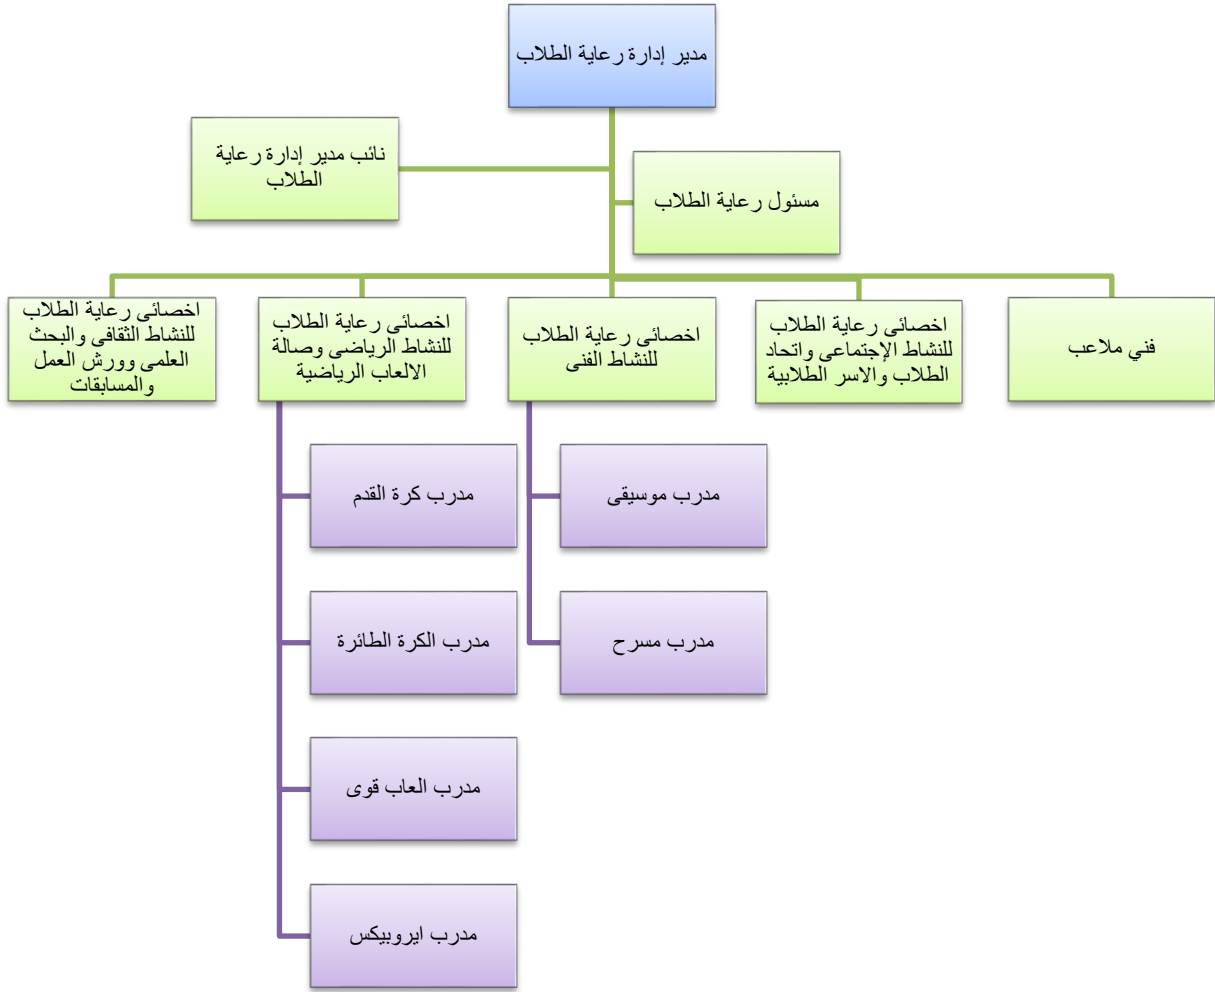 مدير إدارة رعاية الطلاب
نائب مدير إدارة رعاية
الطلاب
مسئول رعاية الطلاب
فني ملاعب
اخصائى رعاية الطلاب
للنشاط الإجتماعى واتحاد
الطلاب والاسر الطلابية
اخصائى رعاية الطلاب
للنشاط الفنى
اخصائى رعاية الطلاب
للنشاط الرياضى وصالة
الالعاب الرياضية
اخصائى رعاية الطلاب
للنشاط الثقافى والبحث
العلمى وورش العمل
والمسابقات
مدرب موسيقى
مدرب مسرح
مدرب كرة القدم
مدرب الكرة الطائرة
مدرب العاب قوى
مدرب ايروبيكس